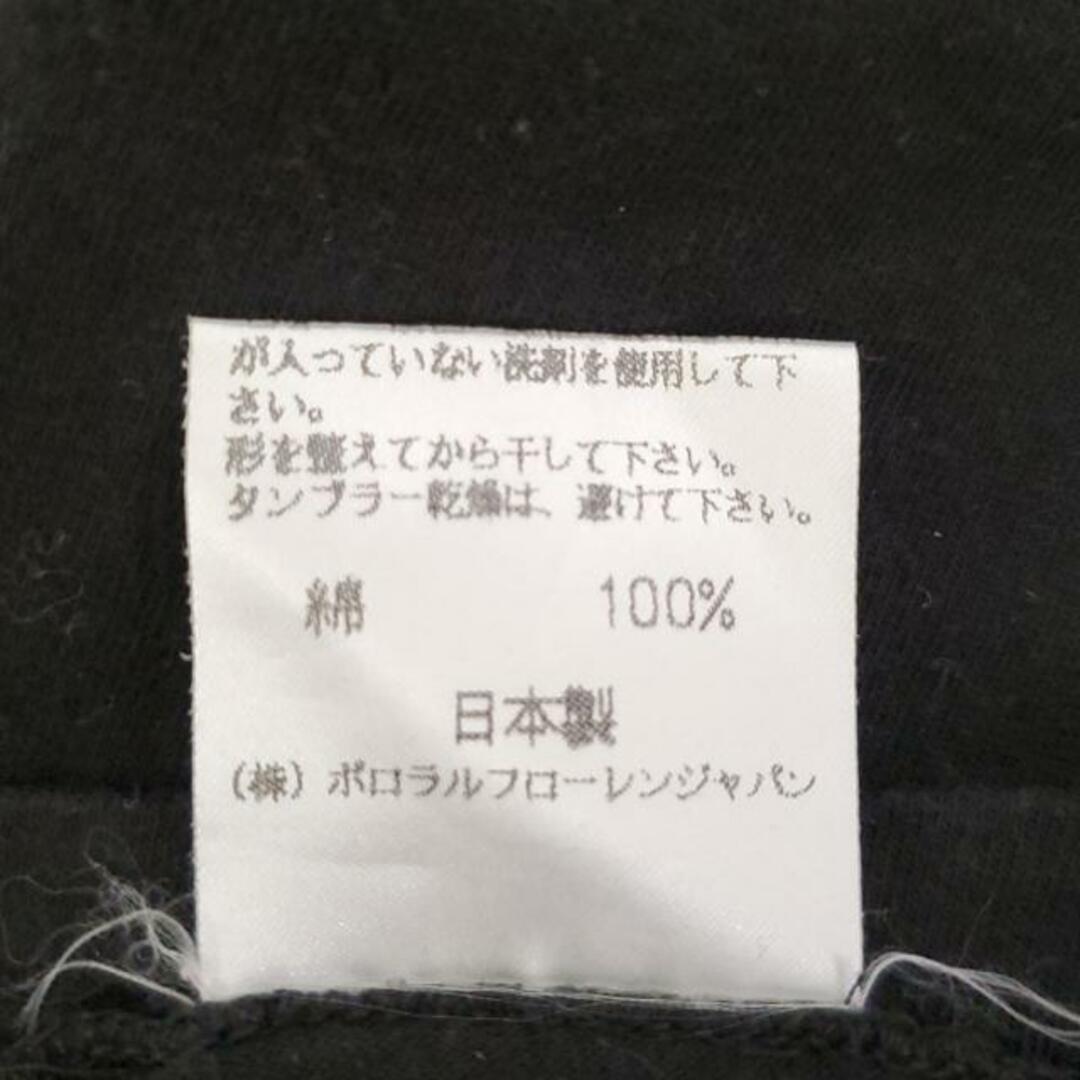 が入っていない洗剤を使用して下
さい。
形を整えてから干して下さい。
タンブラー乾燥は、避けて下さい。
綿 100%
日本製
(株) ポロラルフローレンジャパン